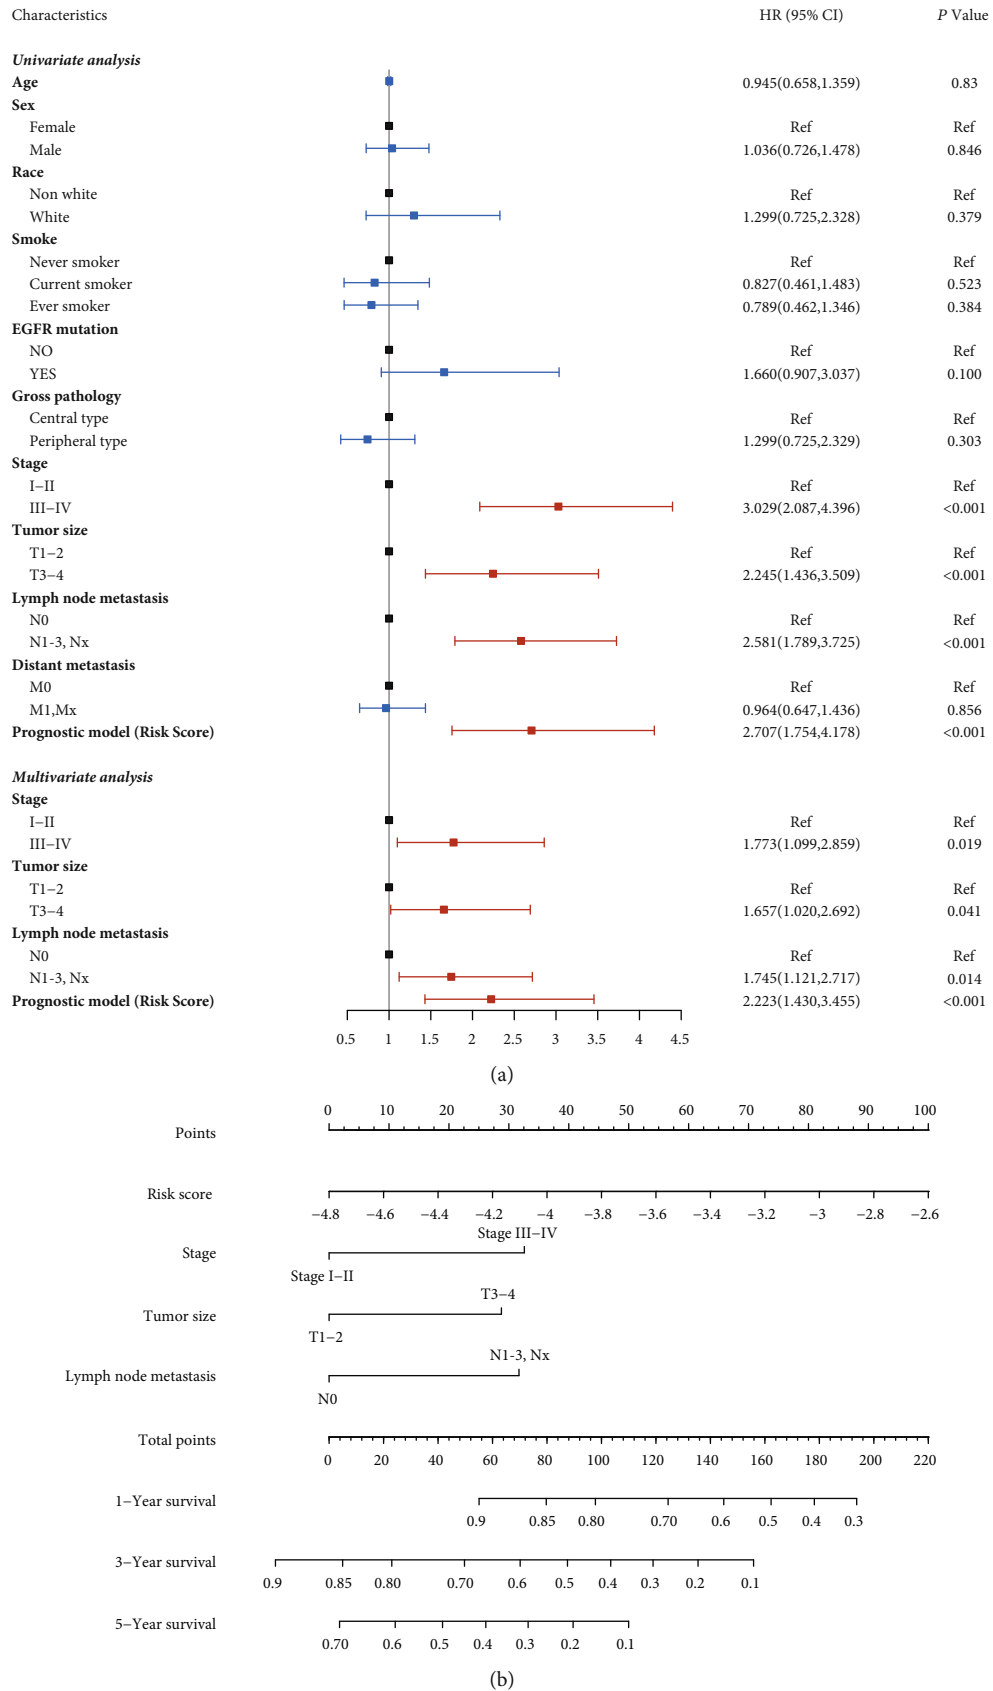 Characteristics HR (95% CI) P Value
Univariate analysis
Age 0.945(0.658,1.359) 0.83
Sex
Female Ref Ref
Male 1.036(0.726,1.478) 0.846
Race
Non white Ref Ref
White 1.299(0.725,2.328) 0.379
Smoke
Never smoker Ref Ref
Current smoker 0.827(0.461,1.483) 0.523
Ever smoker 0.789(0.462,1.346) 0.384
EGFR mutation
NO Ref Ref
YES 1.660(0.907,3.037) 0.100
Gross pathology
Central type Ref Ref
Peripheral type 1.299(0.725,2.329) 0.303
Stage
I−II Ref Ref
III−IV 3.029(2.087,4.396) <0.001
Tumor size
T1−2 Ref Ref
T3−4 2.245(1.436,3.509) <0.001
Lymph node metastasis
N0 Ref Ref
N1-3, Nx 2.581(1.789,3.725) <0.001
Distant metastasis
M0 Ref Ref
M1,Mx 0.964(0.647,1.436) 0.856
Prognostic model (Risk Score) 2.707(1.754,4.178) <0.001
Multivariate analysis
Stage
I−II Ref Ref
III−IV 1.773(1.099,2.859) 0.019
Tumor size
T1−2 Ref Ref
T3−4 1.657(1.020,2.692) 0.041
Lymph node metastasis
N0 Ref Ref
N1-3, Nx 1.745(1.121,2.717) 0.014
Prognostic model (Risk Score) 2.223(1.430,3.455) <0.001
0.5 1 1.5 2 2.5 3 3.5 4 4.5
(a)
0 10 20 30 40 50 60 70 80 90 100
Points
Risk score
−4.8 −4.6 −4.4 −4.2 −4 −3.8 −3.6 −3.4 −3.2 −3 −2.8 −2.6
Stage III−IV
Stage
Stage I−II
T3−4
Tumor size
T1−2
N1-3, Nx
Lymph node metastasis
N0
Total points
0 20 40 60 80 100 120 140 160 180 200 220
1−Year survival
0.9 0.85 0.80 0.70 0.6 0.5 0.4 0.3
3−Year survival
0.9 0.85 0.80 0.70 0.6 0.5 0.4 0.3 0.2 0.1
5−Year survival
0.70 0.6 0.5 0.4 0.3 0.2 0.1
(b)